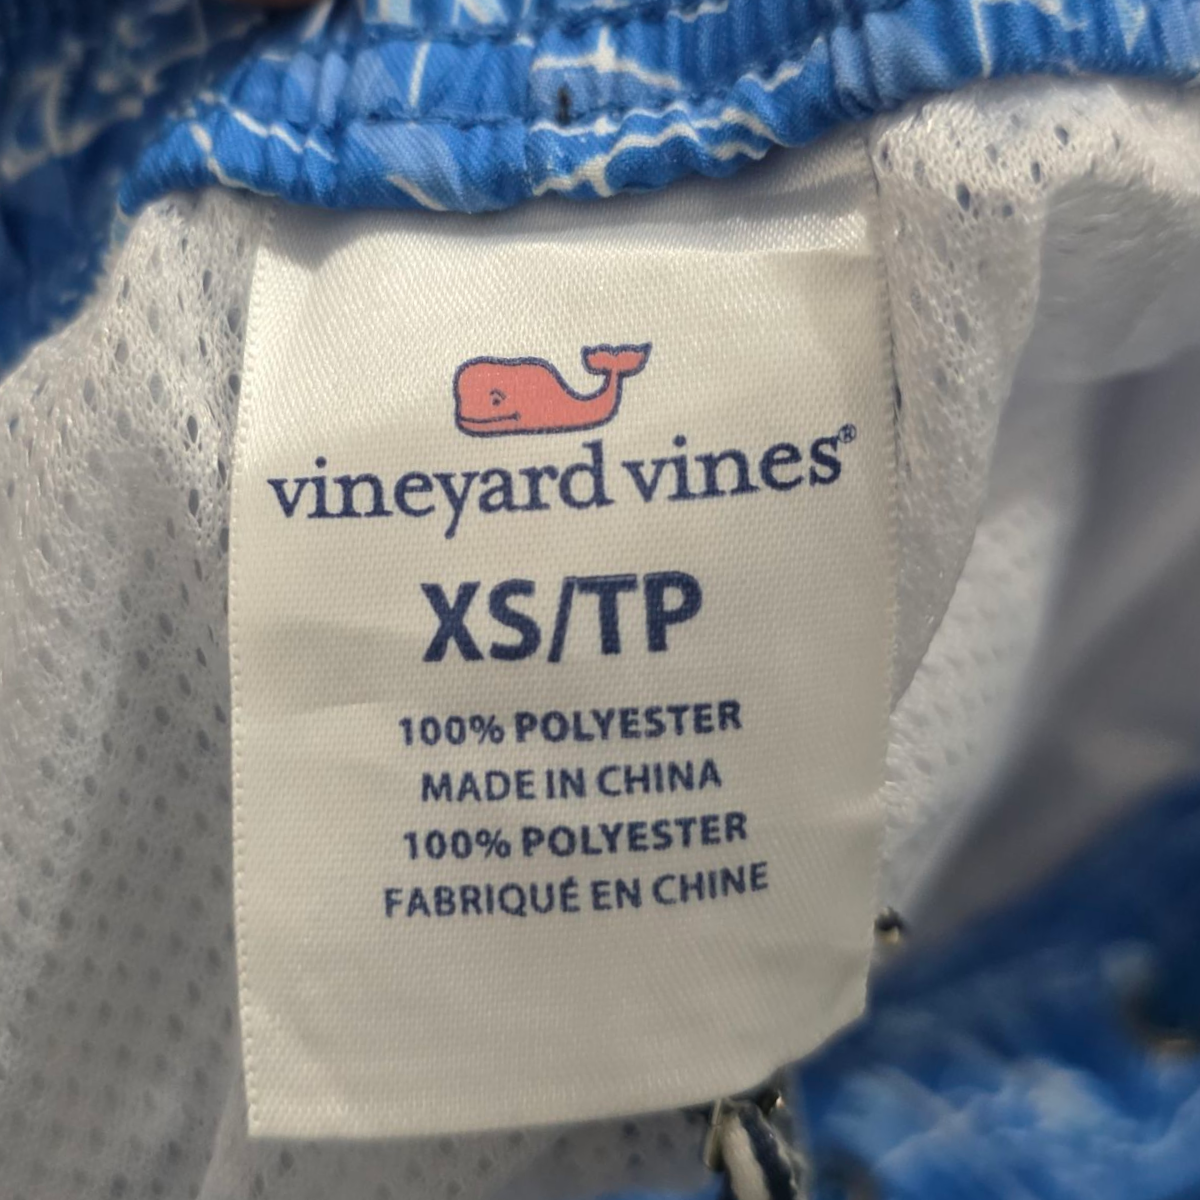 vineyard vines®
XS/TP
100% POLYESTER
MADE IN CHINA
100% POLYESTER
FABRIQUÉ EN CHINE